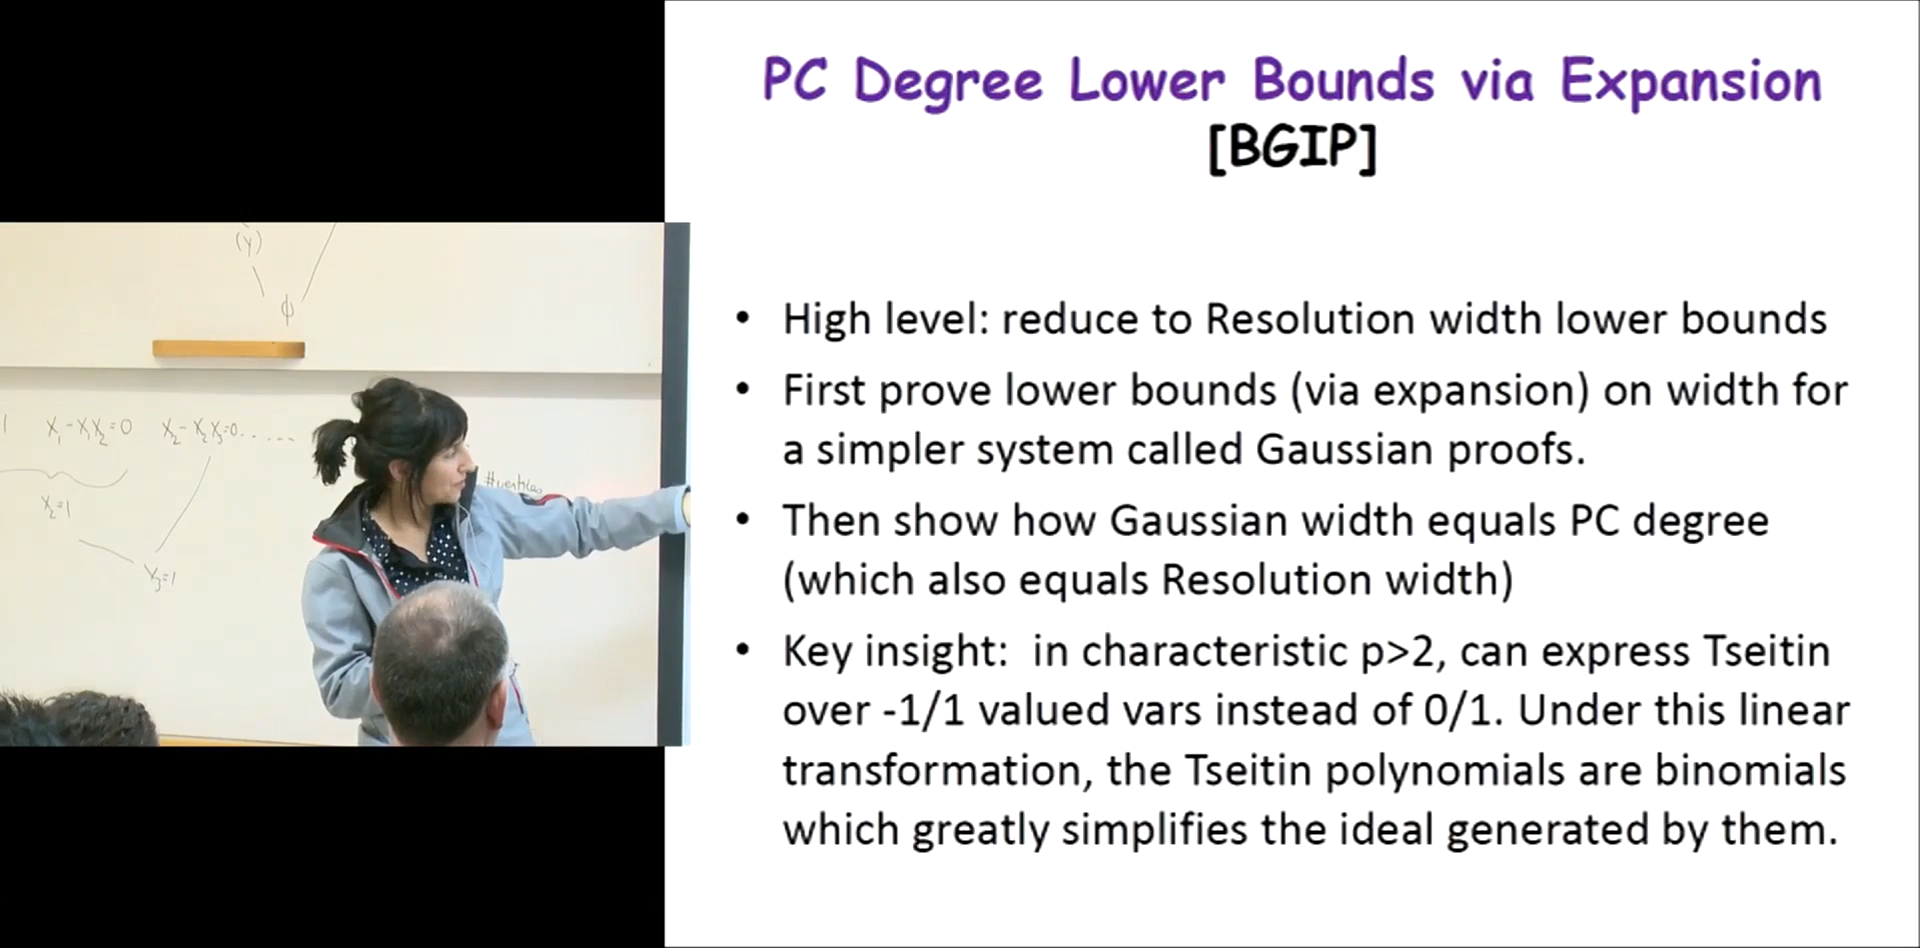 PC Degree Lower Bounds via Expansion
[BGIP]
• High level: reduce to Resolution width lower bounds
• First prove lower bounds (via expansion) on width for
a simpler system called Gaussian proofs.
• Then show how Gaussian width equals PC degree
(which also equals Resolution width)
• Key insight: in characteristic p>2, can express Tseitin
over -1/1 valued vars instead of 0/1. Under this linear
transformation, the Tseitin polynomials are binomials
which greatly simplifies the ideal generated by them.
(y)
ϕ
X₁-X₁X₂=0 X₂-X₂X₃=0.....
X₂=1
X₃=1